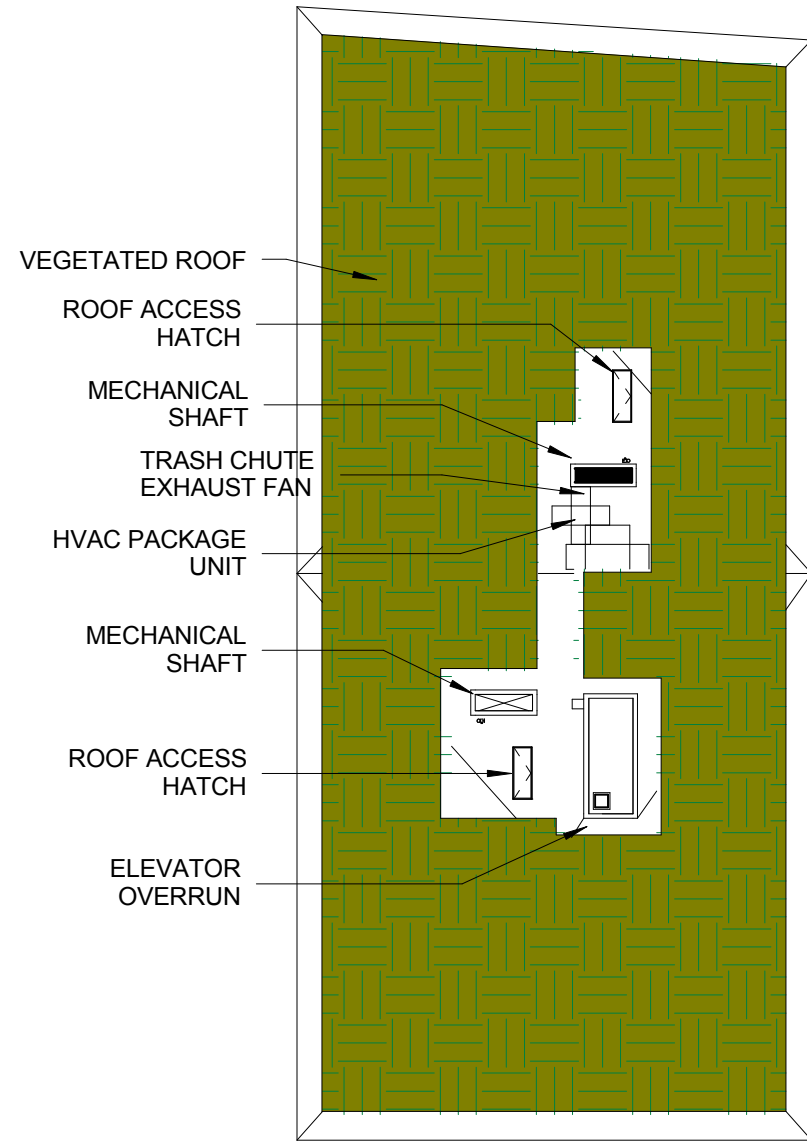 VEGETATED ROOF
ROOF ACCESS
HATCH
MECHANICAL
SHAFT
TRASH CHUTE
EXHAUST FAN
HVAC PACKAGE
UNIT
MECHANICAL
SHAFT
ROOF ACCESS
HATCH
ELEVATOR
OVERRUN